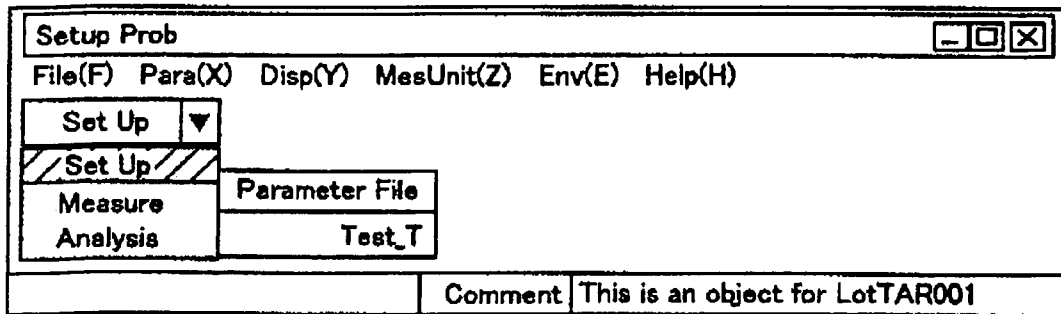 Setup Prob
File(F) Para(X) Disp(Y) MesUnit(Z) Env(E) Help(H)
Set Up
Set Up
Measure
Parameter File
Analysis
Test_T
Comment This is an object for LotTAR001